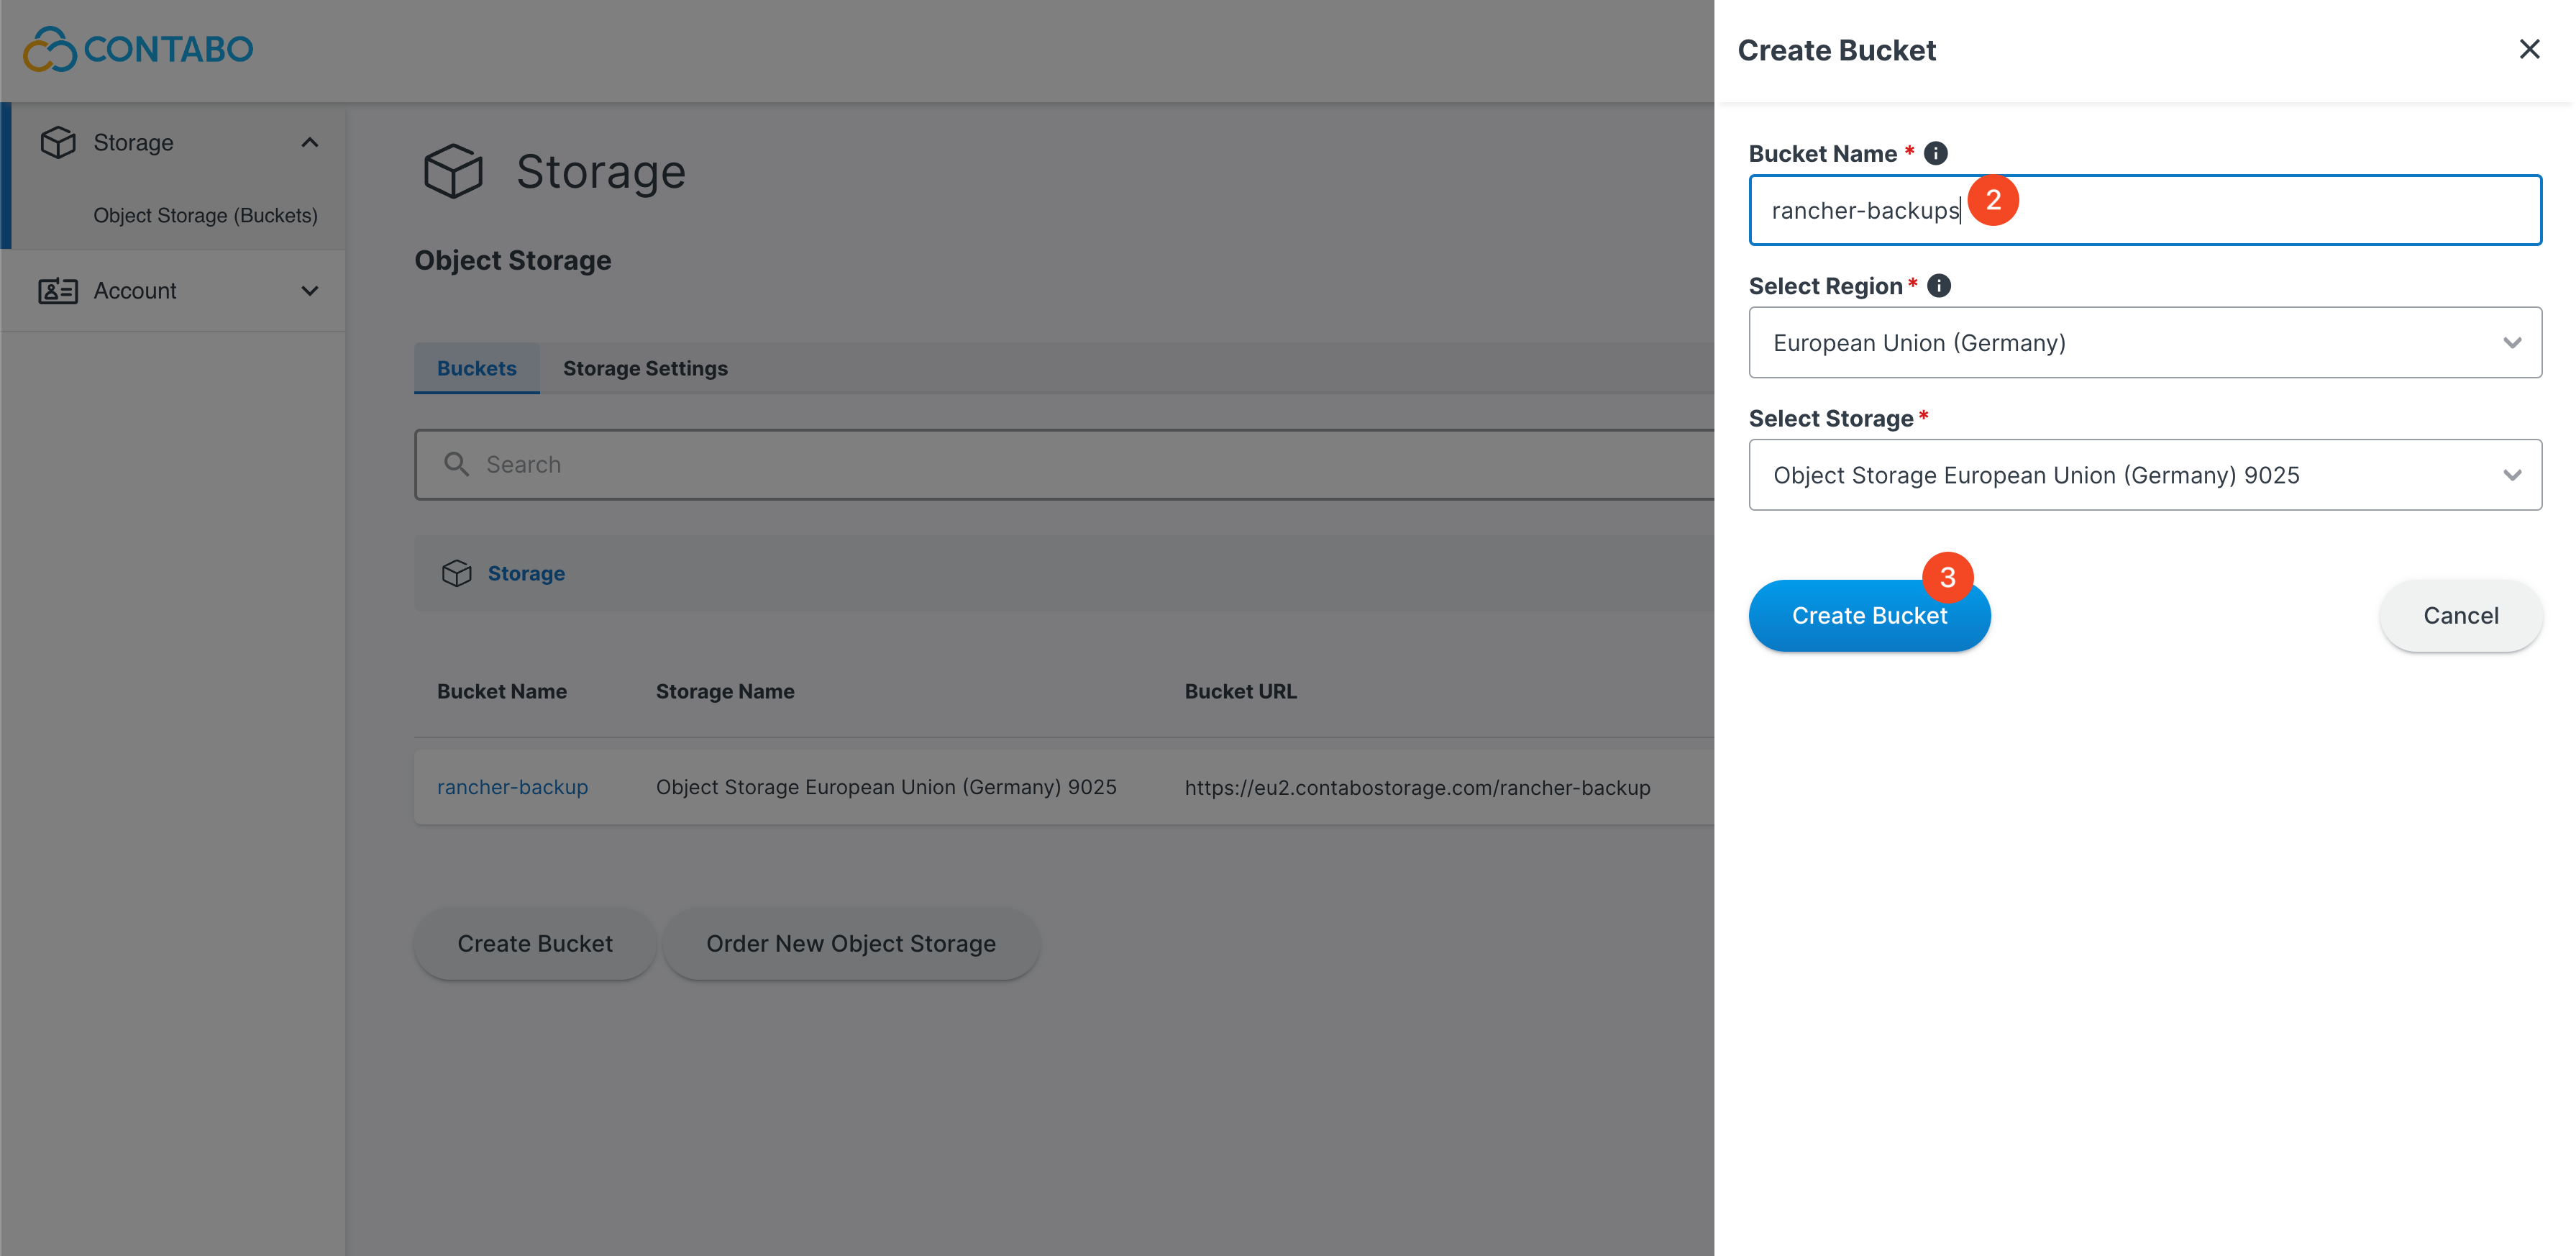 CONTABO
Storage
Object Storage (Buckets)
Account
Storage
Object Storage
Buckets
Storage Settings
Search
Storage
Bucket Name
Storage Name
Bucket URL
rancher-backup
Object Storage European Union (Germany) 9025
https://eu2.contabostorage.com/rancher-backup
Create Bucket
Order New Object Storage
Create Bucket
Bucket Name *
rancher-backups
2
Select Region *
European Union (Germany)
Select Storage *
Object Storage European Union (Germany) 9025
3
Create Bucket
Cancel